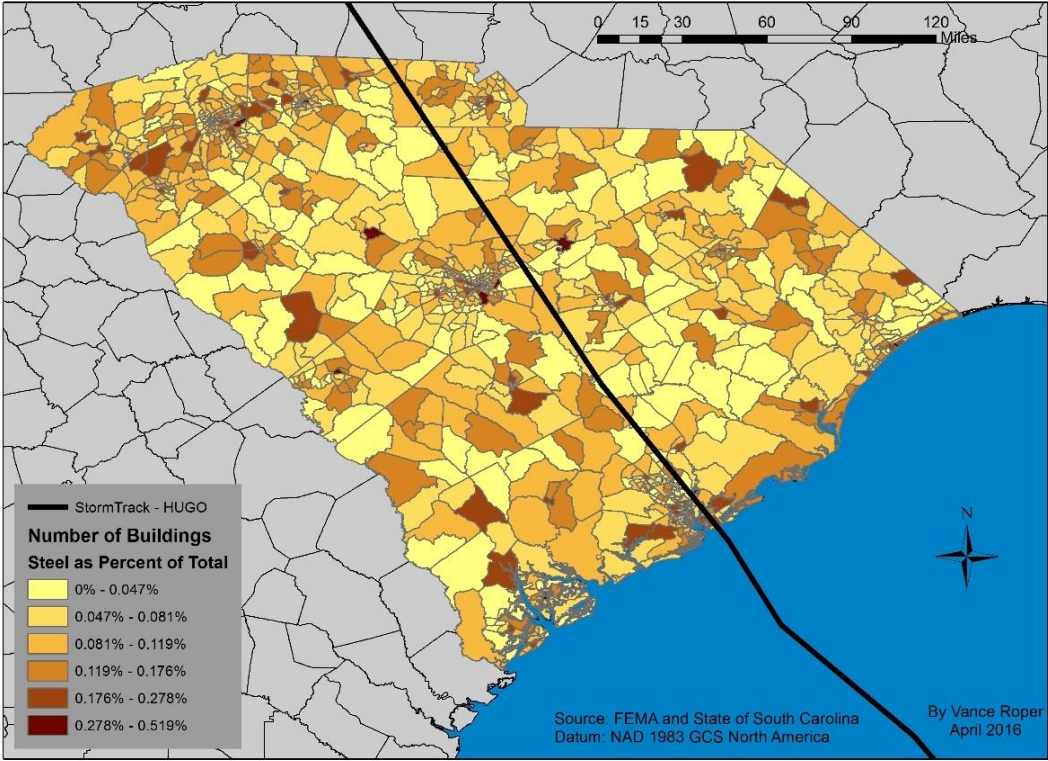 0 15 30 60 90 120
Miles
N
StormTrack - HUGO
Number of Buildings
Steel as Percent of Total
0% - 0.047%
0.047% - 0.081%
0.081% - 0.119%
0.119% - 0.176%
0.176% - 0.278%
0.278% - 0.519%
Source: FEMA and State of South Carolina
Datum: NAD 1983 GCS North America
By Vance Roper
April 2016